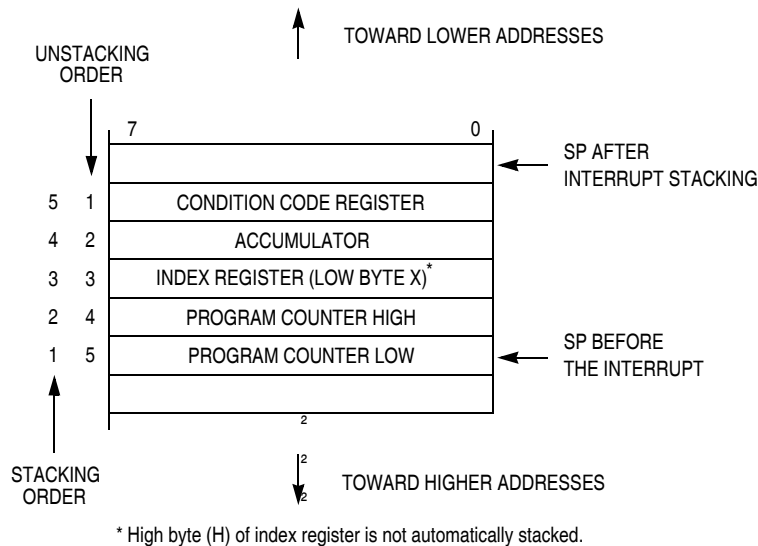 TOWARD LOWER ADDRESSES
UNSTACKING
ORDER
7 0
SP AFTER
INTERRUPT STACKING
5 1 CONDITION CODE REGISTER
4 2 ACCUMULATOR
3 3 INDEX REGISTER (LOW BYTE X)*
2 4 PROGRAM COUNTER HIGH
1 5 PROGRAM COUNTER LOW
SP BEFORE
THE INTERRUPT
2
2
2
STACKING
ORDER
TOWARD HIGHER ADDRESSES
* High byte (H) of index register is not automatically stacked.